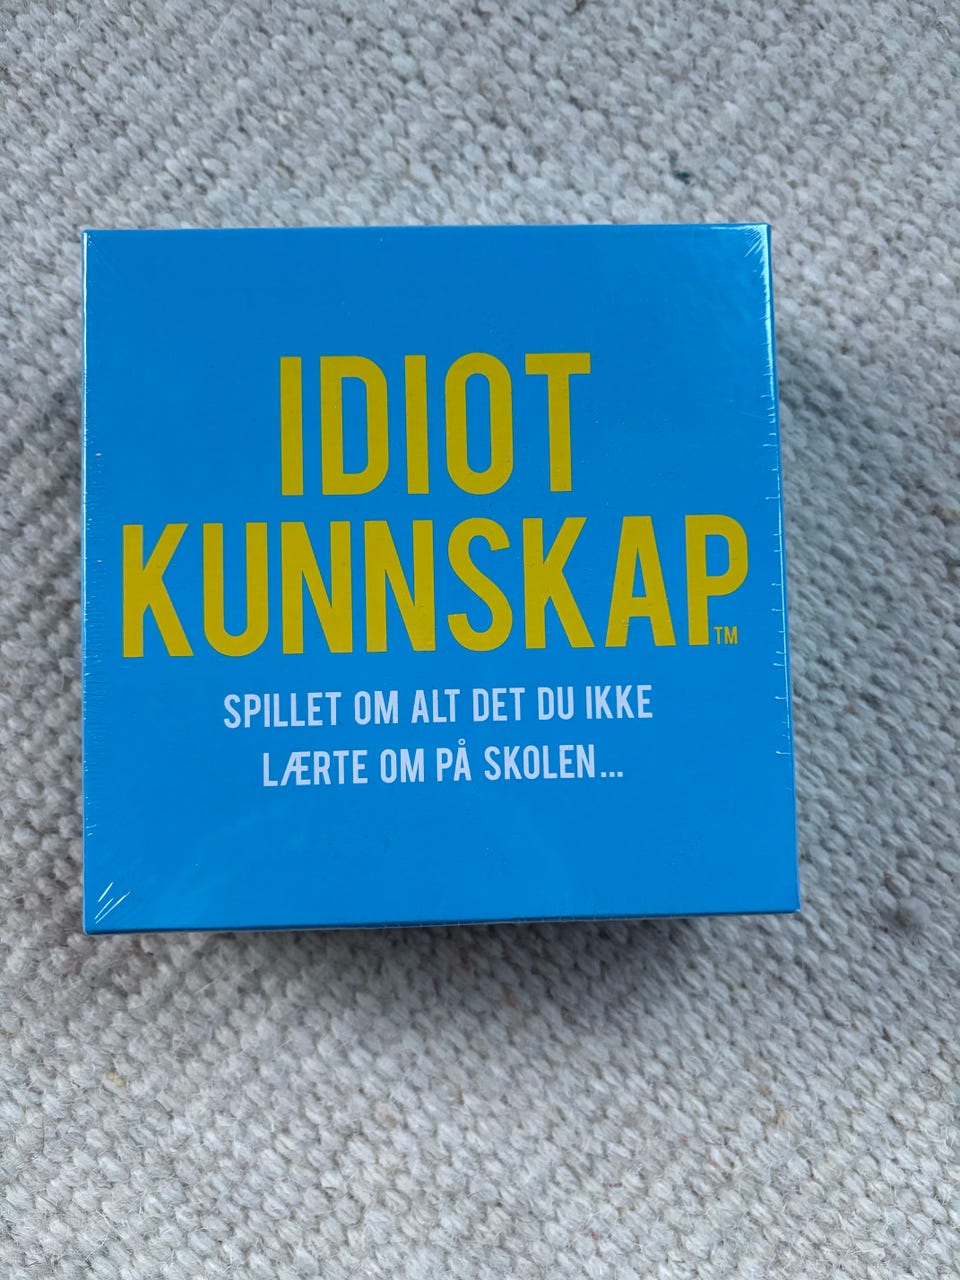 IDIOT
KUNNSKAP™
SPILLET OM ALT DET DU IKKE
LÆRTE OM PÅ SKOLEN...